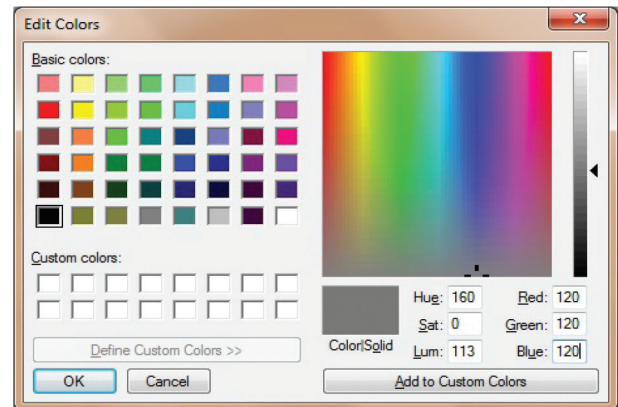 Edit Colors
x
Basic colors:
Custom colors:
Define Custom Colors >>
OK Cancel
Color|Solid
Hue: 160 Red: 120
Sat: 0 Green: 120
Lum: 113 Blue: 120
Add to Custom Colors